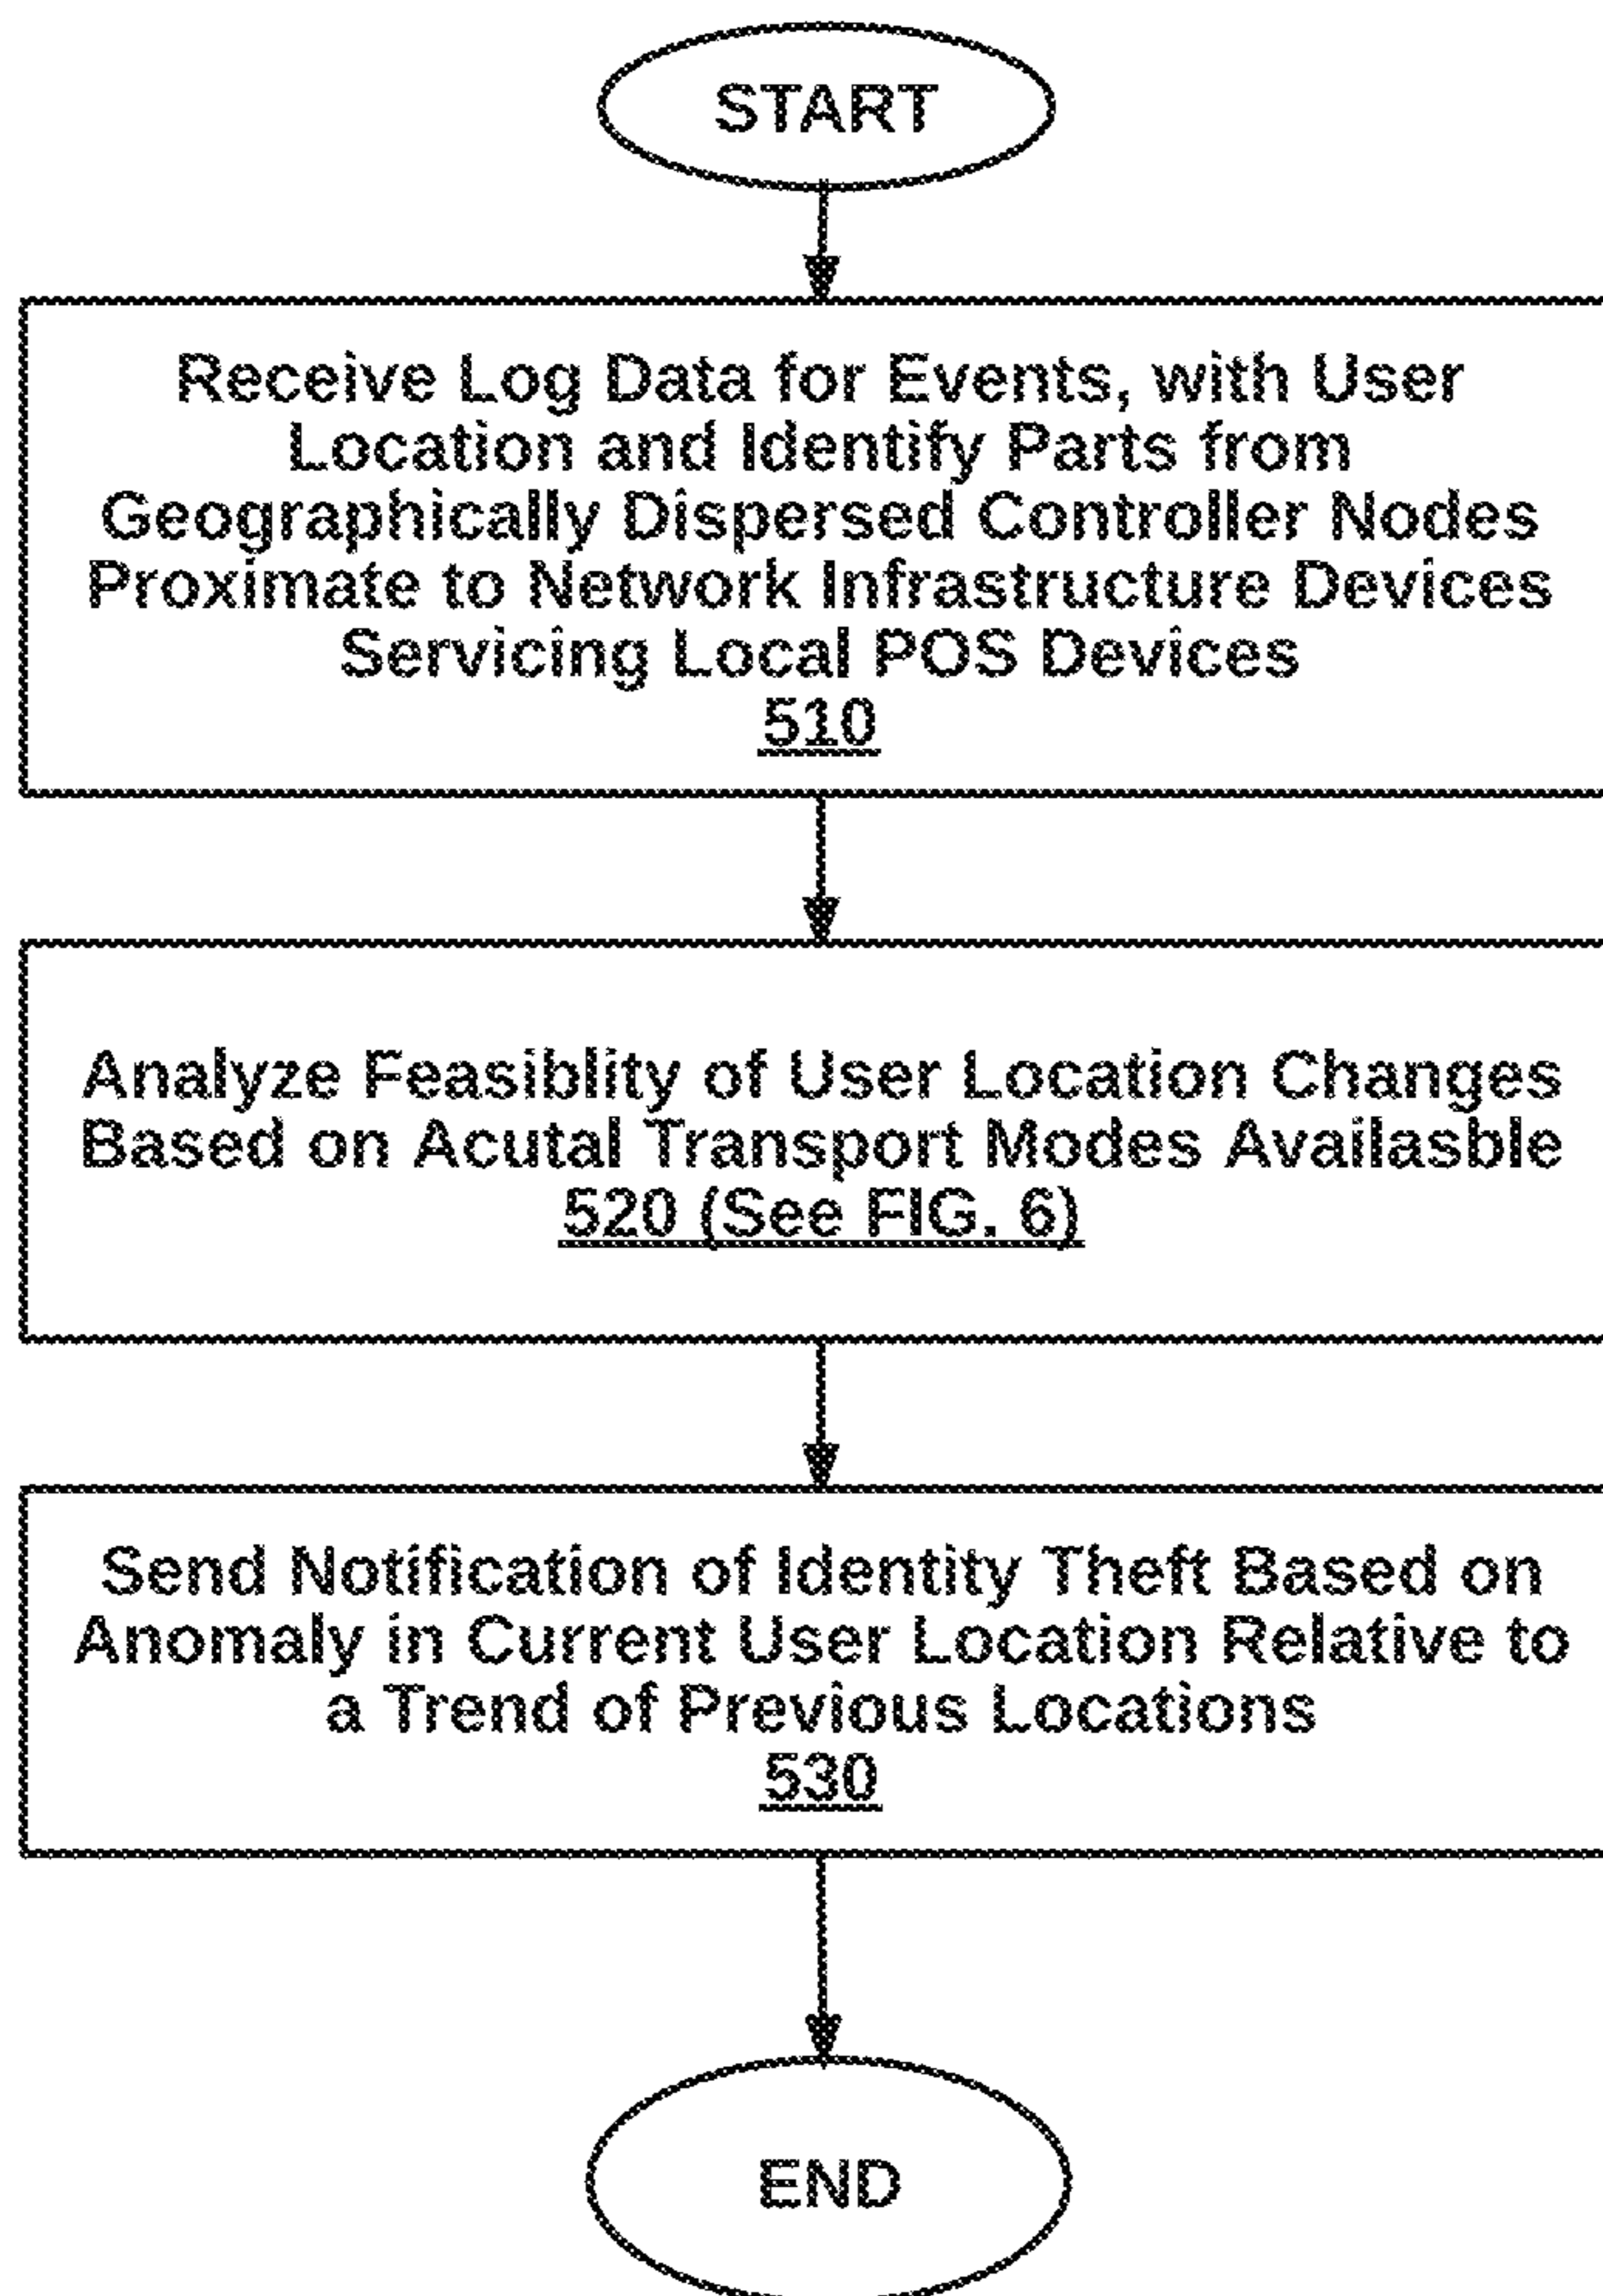 START
Receive Log Data for Events, with User
Location and Identify Parts from
Geographically Dispersed Controller Nodes
Proximate to Network Infrastructure Devices
Servicing Local POS Devices
510
Analyze Feasiblity of User Location Changes
Based on Acutal Transport Modes Availasble
520 (See FIG. 6)
Send Notification of Identity Theft Based on
Anomaly in Current User Location Relative to
a Trend of Previous Locations
530
END